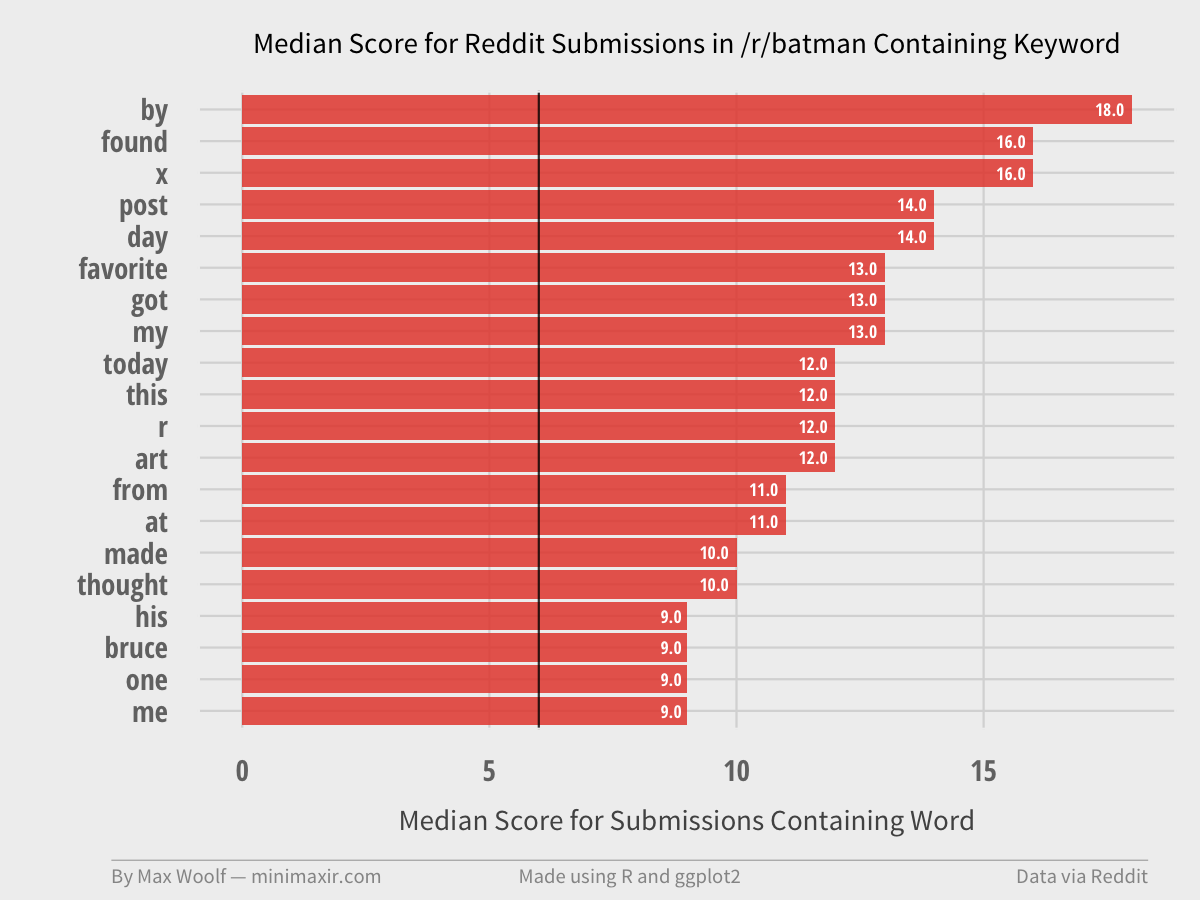 Median Score for Reddit Submissions in /r/batman Containing Keyword
by 18.0
found 16.0
x 16.0
post 14.0
day 14.0
favorite 13.0
got 13.0
my 13.0
today 12.0
this 12.0
r 12.0
art 12.0
from 11.0
at 11.0
made 10.0
thought 10.0
his 9.0
bruce 9.0
one 9.0
me 9.0
0 5 10 15
Median Score for Submissions Containing Word
By Max Woolf — minimaxir.com Made using R and ggplot2 Data via Reddit